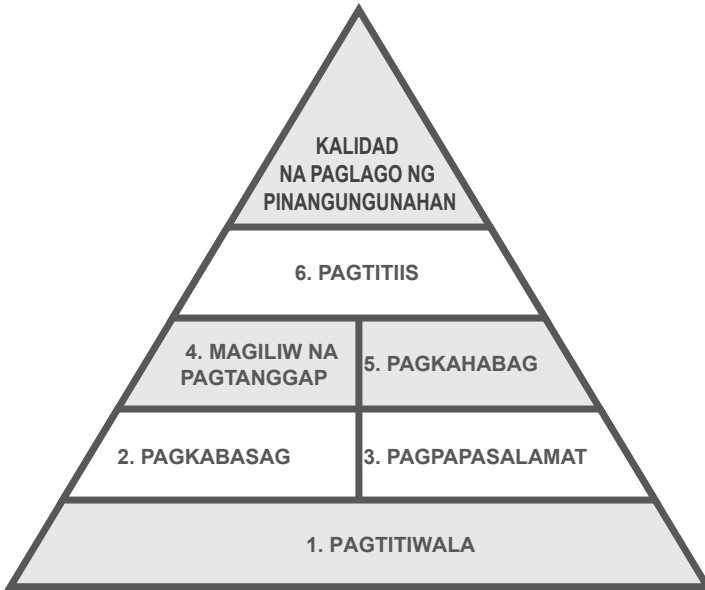 KALIDAD
NA PAGLAGO NG
PINANGUNGUNAHAN
6. PAGTITIIS
4. MAGILIW NA
PAGTANGGAP
5. PAGKAHABAG
2. PAGKABASAG
3. PAGPAPASALAMAT
1. PAGTITIWALA